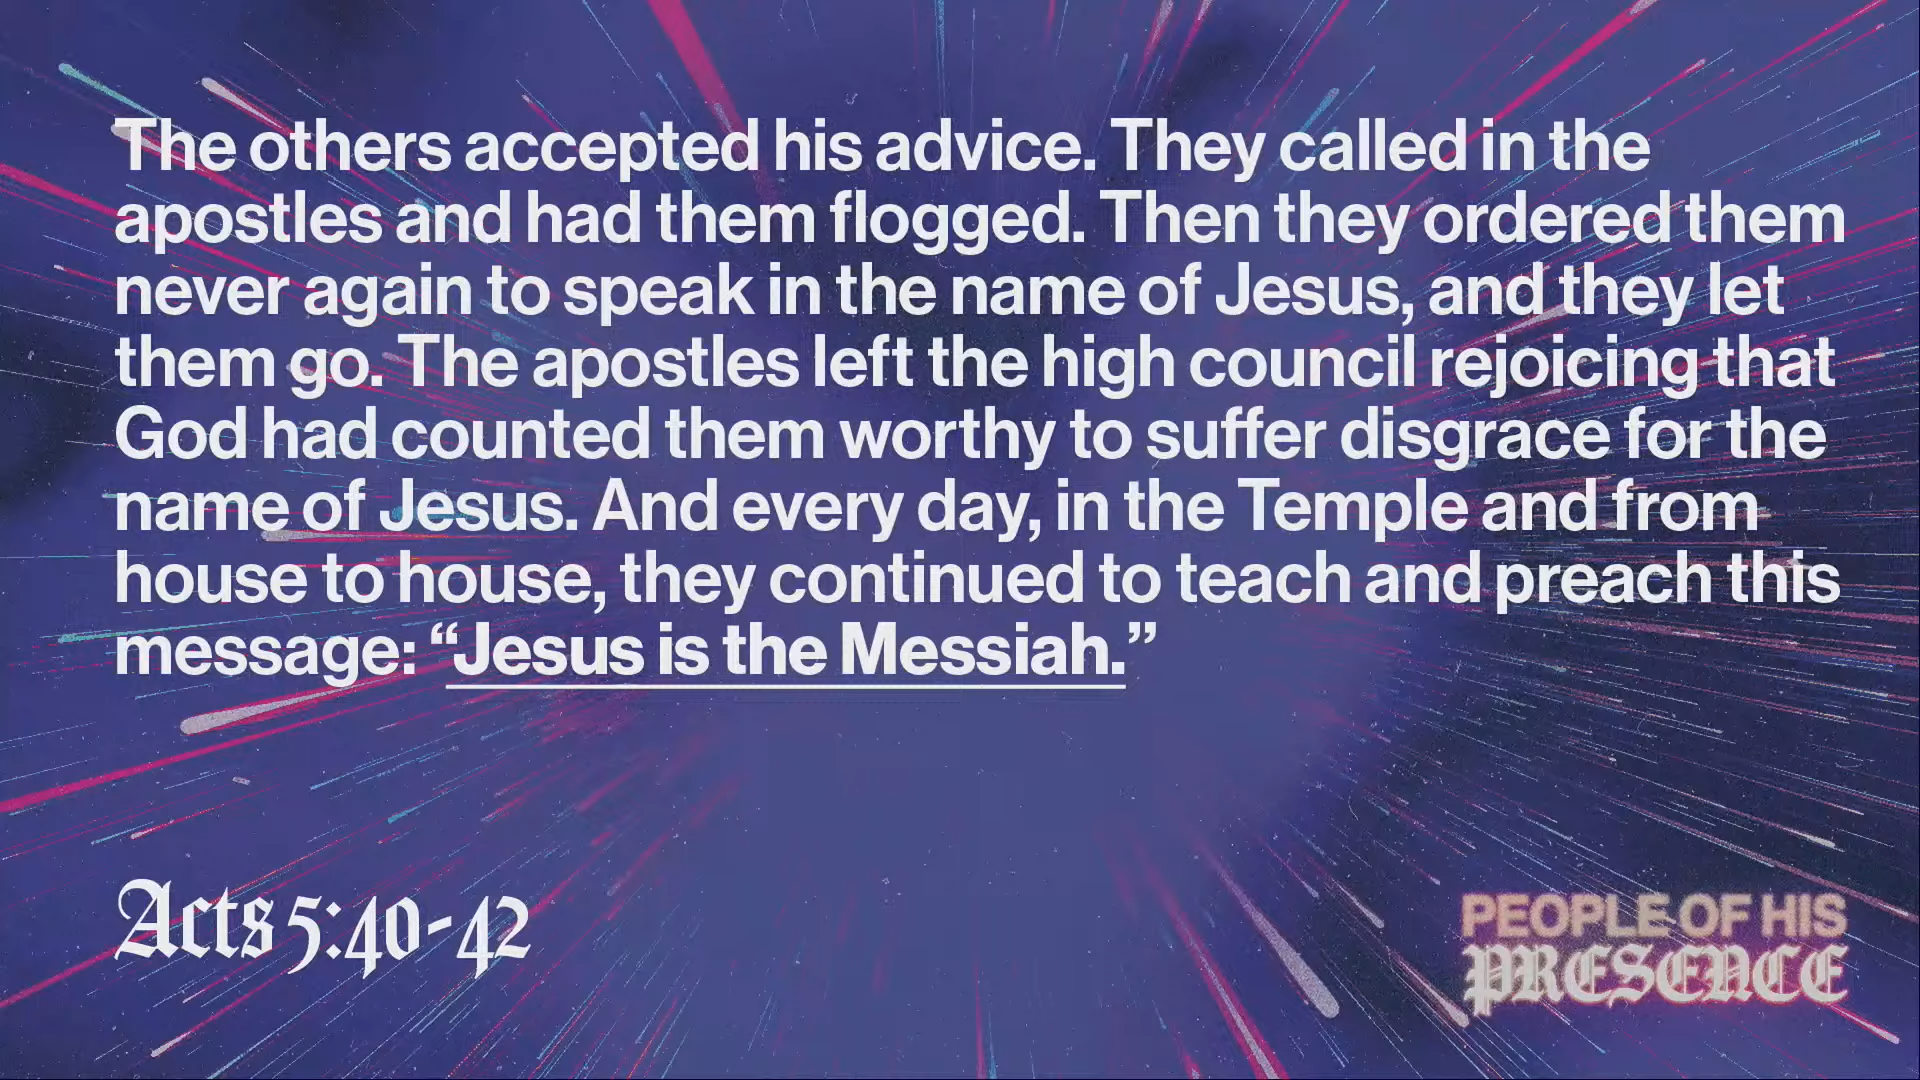 The others accepted his advice. They called in the
apostles and had them flogged. Then they ordered them
never again to speak in the name of Jesus, and they let
them go. The apostles left the high council rejoicing that
God had counted them worthy to suffer disgrace for the
name of Jesus. And every day, in the Temple and from
house to house, they continued to teach and preach this
message: “Jesus is the Messiah.”
Acts 5:40-42
PEOPLE OF HIS
PRESENCE